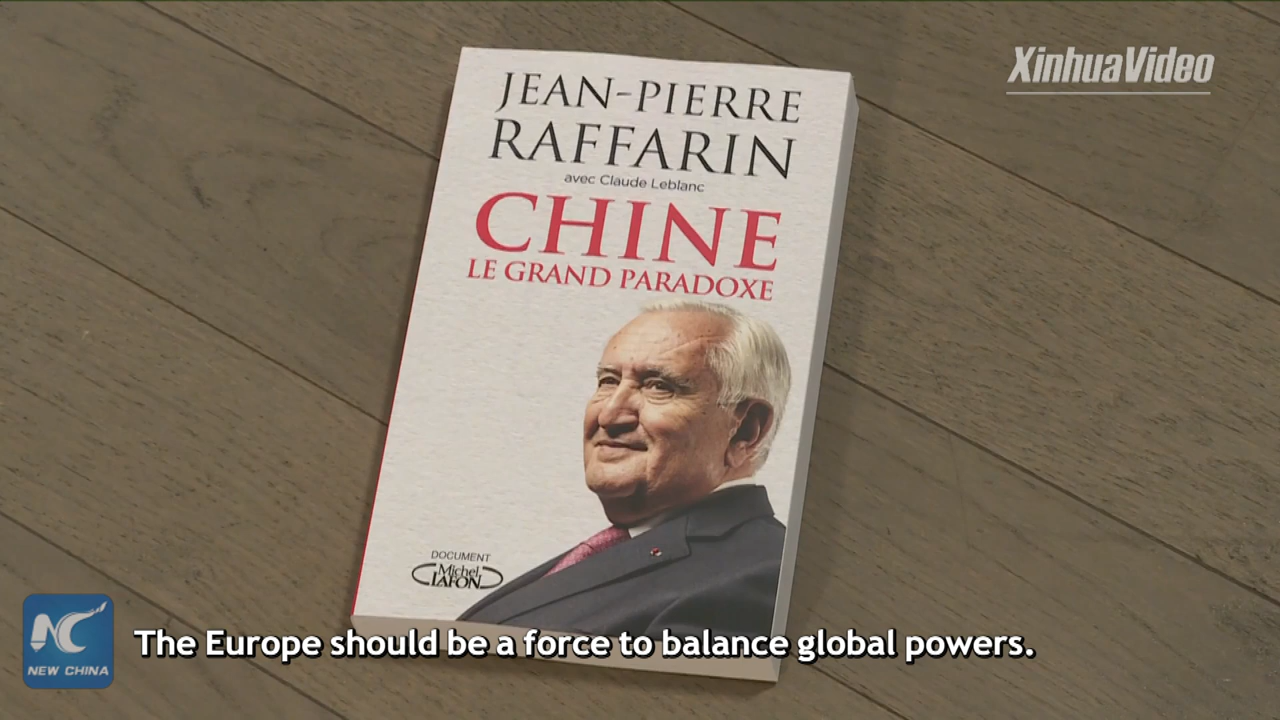 XinhuaVideo
JEAN-PIERRE
RAFFARIN
avec Claude Leblanc
CHINE
LE GRAND PARADOXE
DOCUMENT
Michel
LAFON
NC
NEW CHINA
The Europe should be a force to balance global powers.